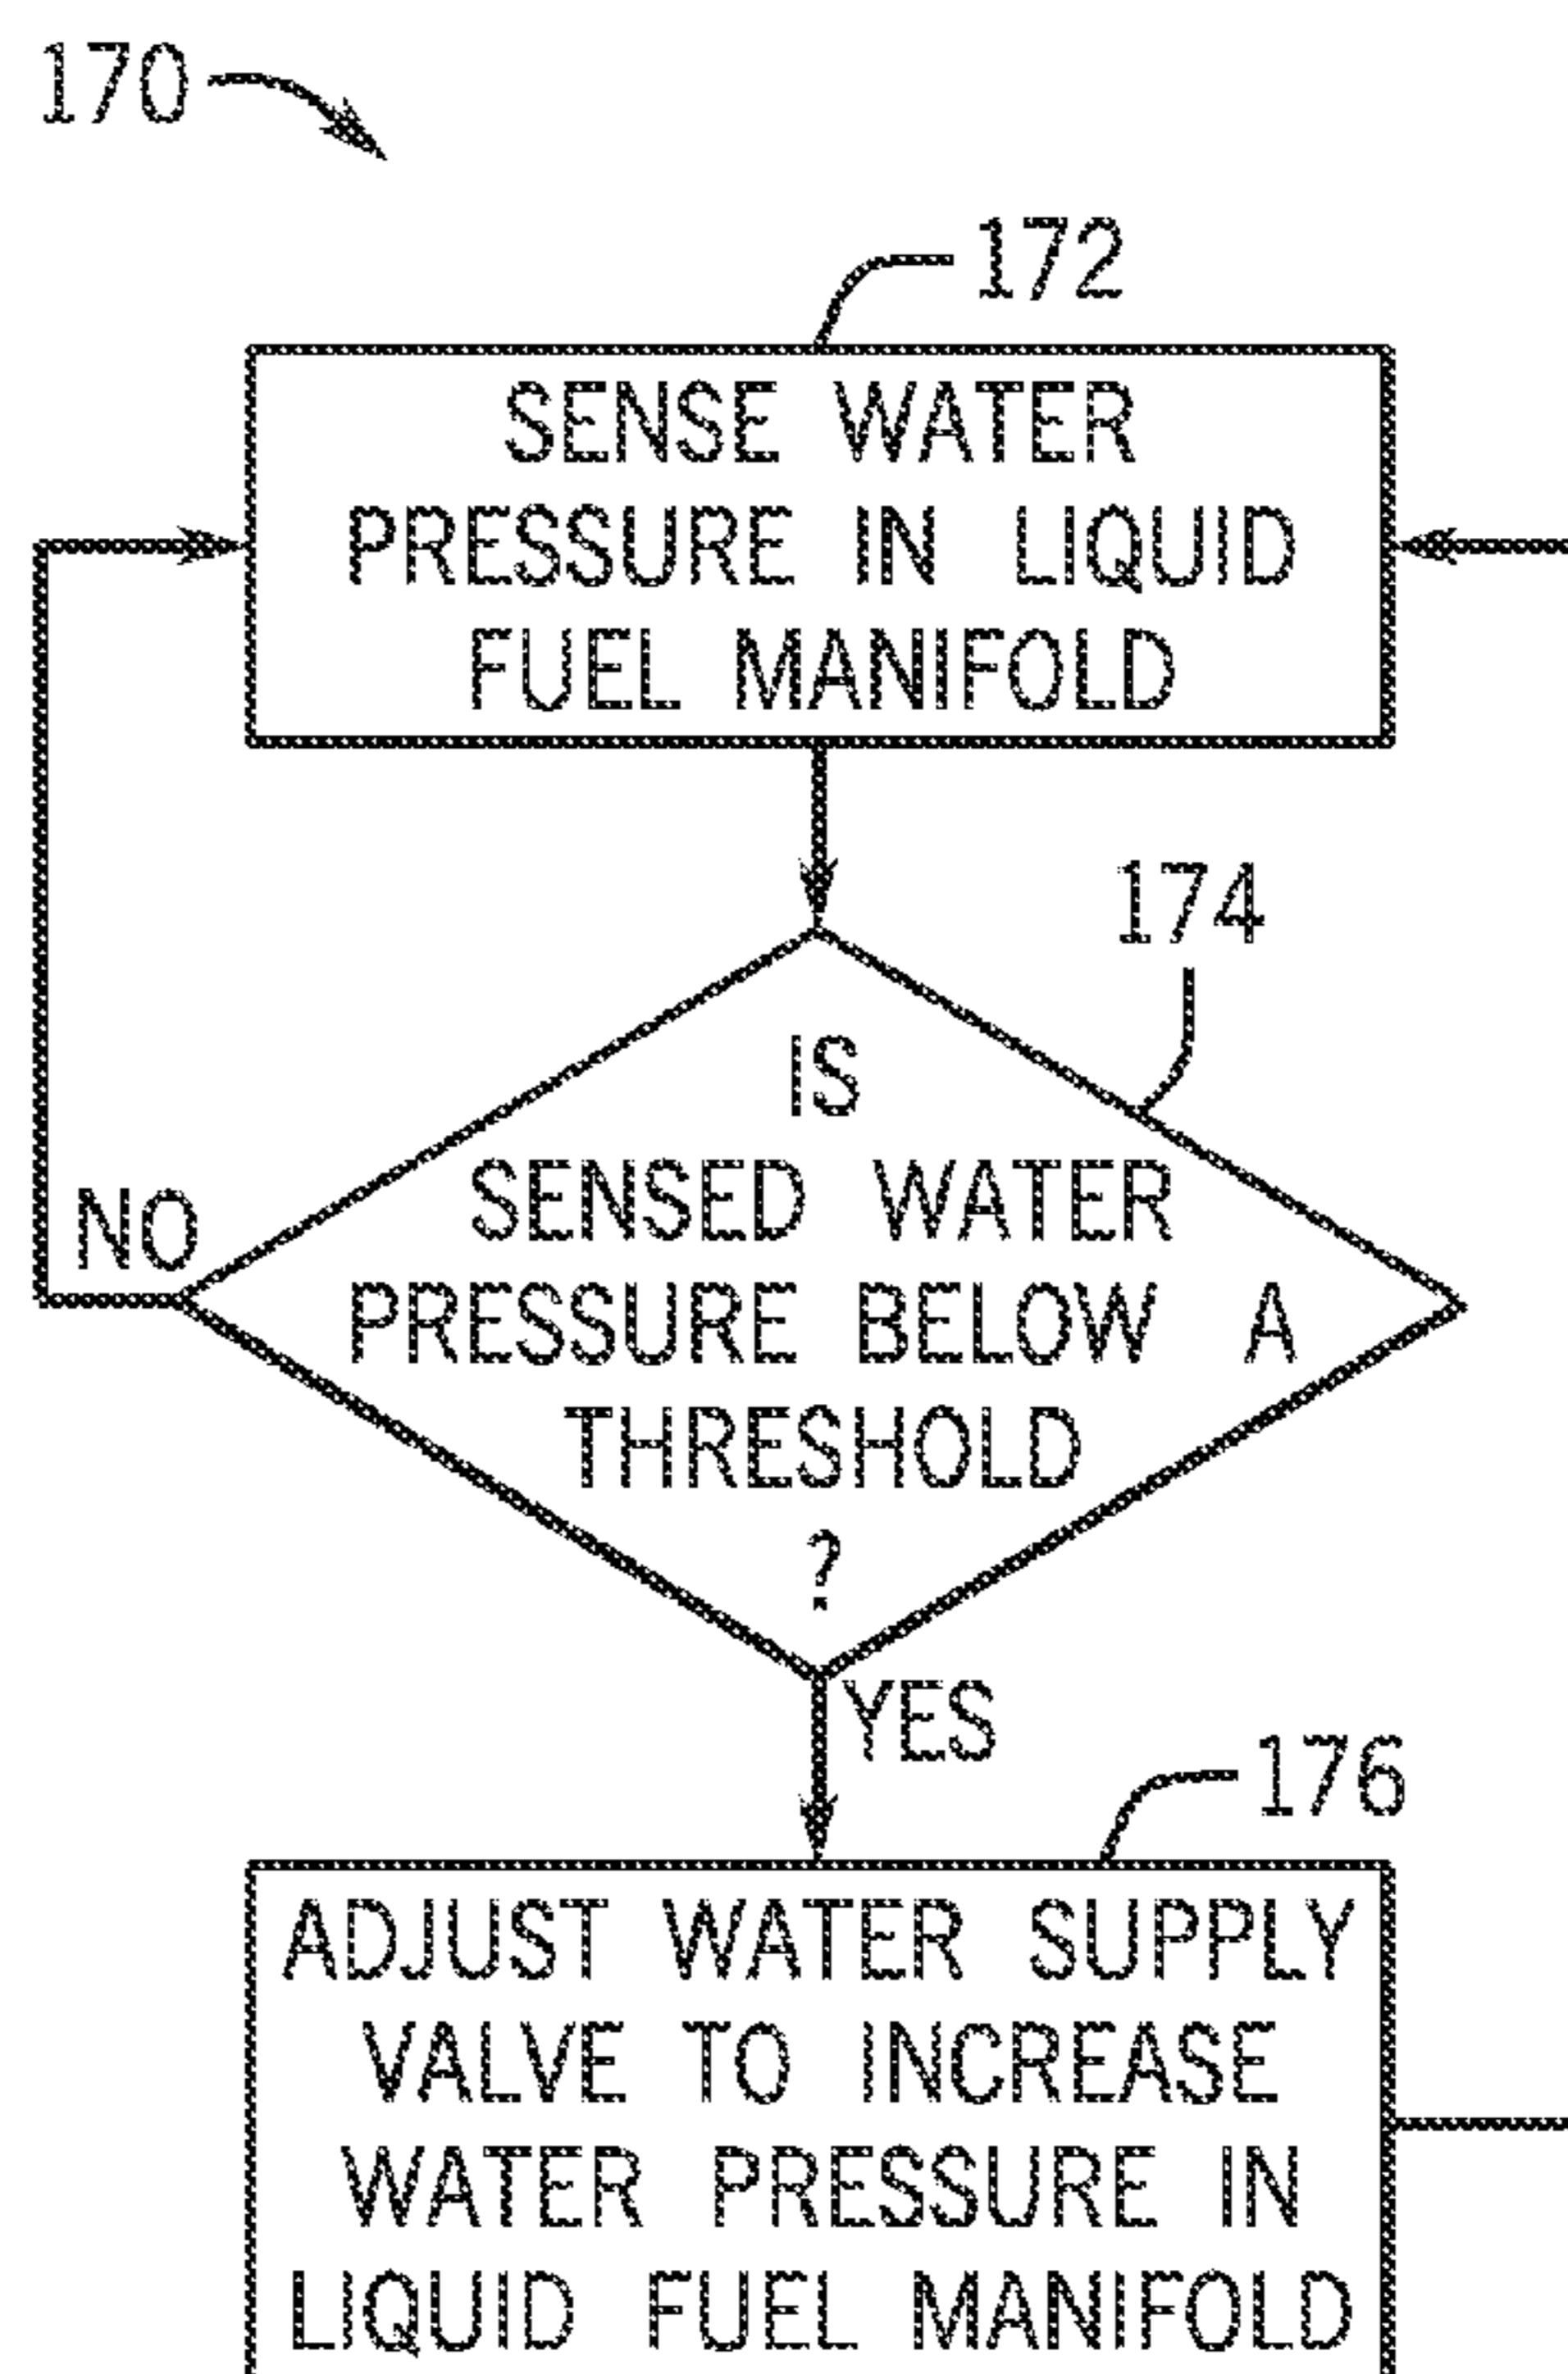 170
172
SENSE WATER
PRESSURE IN LIQUID
FUEL MANIFOLD
174
IS
SENSED WATER
PRESSURE BELOW A
THRESHOLD
?
NO
YES
176
ADJUST WATER SUPPLY
VALVE TO INCREASE
WATER PRESSURE IN
LIQUID FUEL MANIFOLD